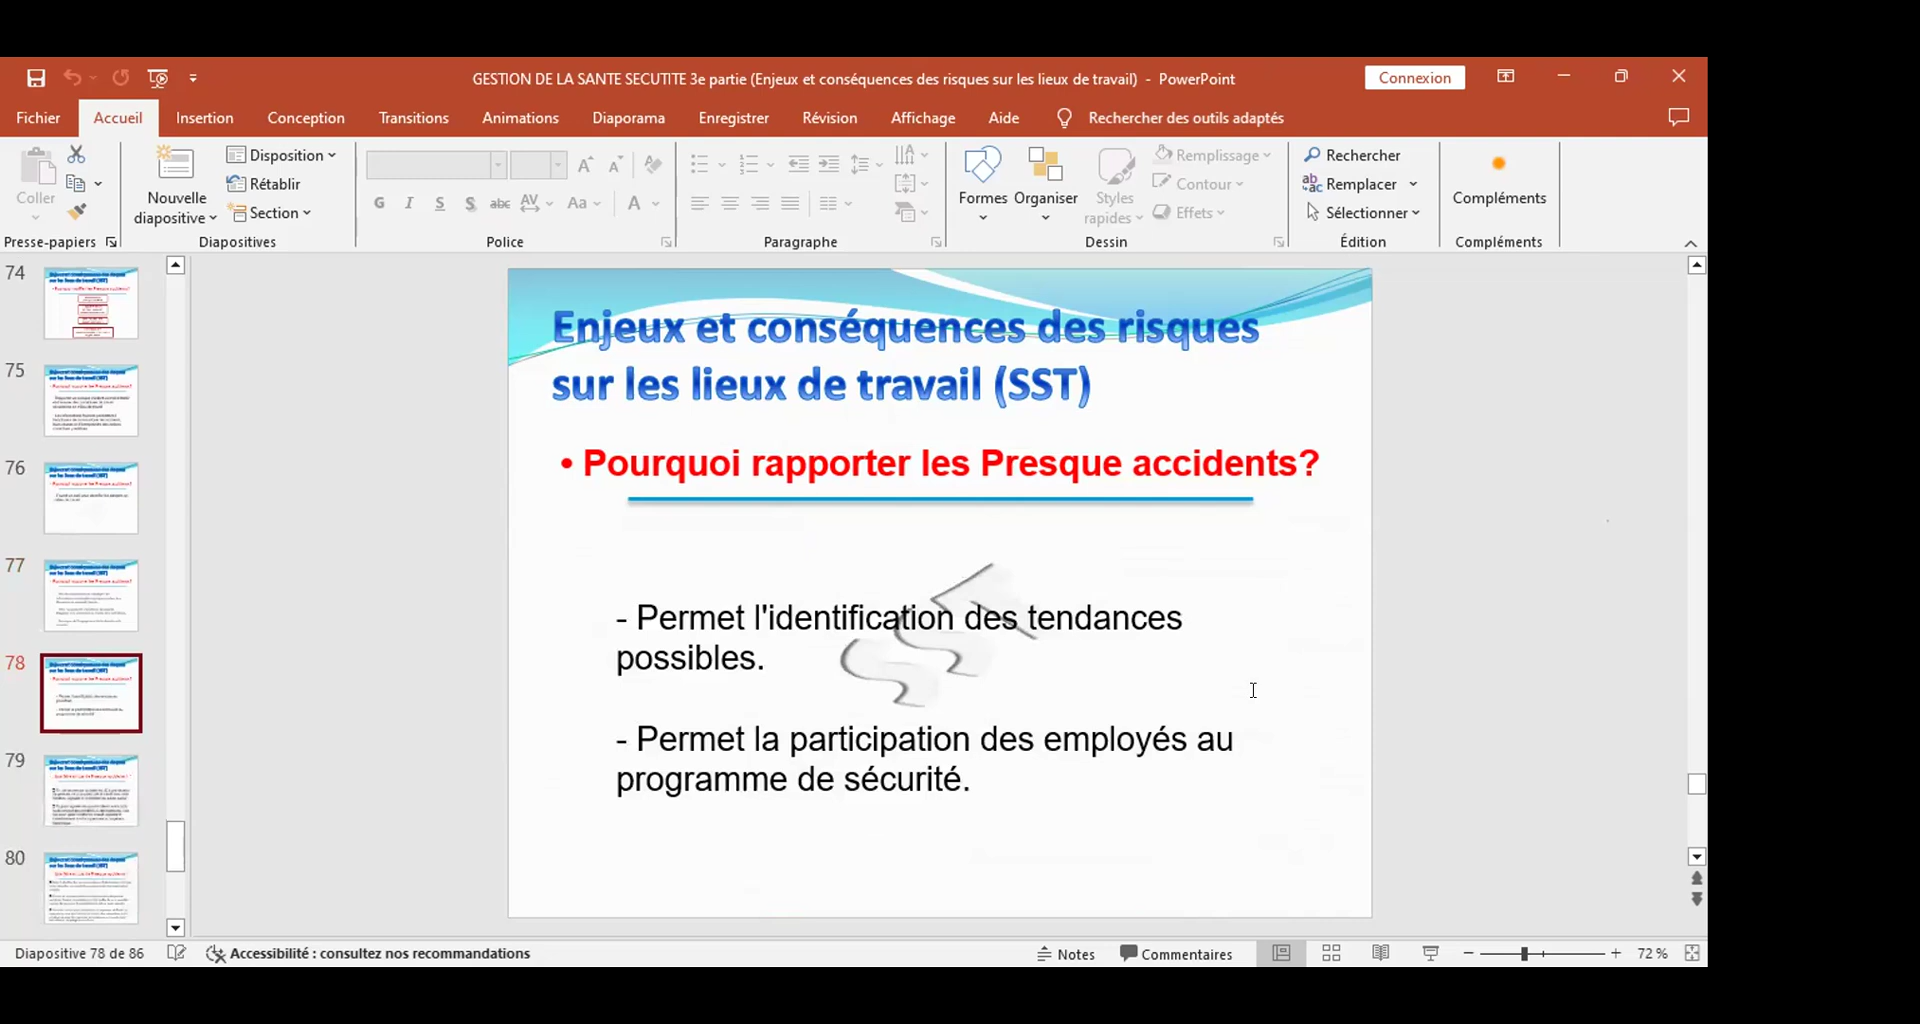 GESTION DE LA SANTE SECUTITE 3e partie (Enjeux et conséquences des risques sur les lieux de travail) - PowerPoint
Connexion
Fichier Accueil Insertion Conception Transitions Animations Diaporama Enregistrer Révision Affichage Aide Rechercher des outils adaptés
Coller
Nouvelle diapositive
Disposition
Rétablir
Section
G I S S abc AV Aa A
Formes
Organiser
Styles rapides
Remplissage
Contour
Effets
Rechercher
Remplacer
Sélectionner
Compléments
Presse-papiers Diapositives Police Paragraphe Dessin Édition Compléments
74
75
76
77
78
79
80
Enjeux et conséquences des risques
sur les lieux de travail (SST)
• Pourquoi rapporter les Presque accidents?
- Permet l'identification des tendances
possibles.
- Permet la participation des employés au
programme de sécurité.
SST
Diapositive 78 de 86 Accessibilité : consultez nos recommandations Notes Commentaires 72 %